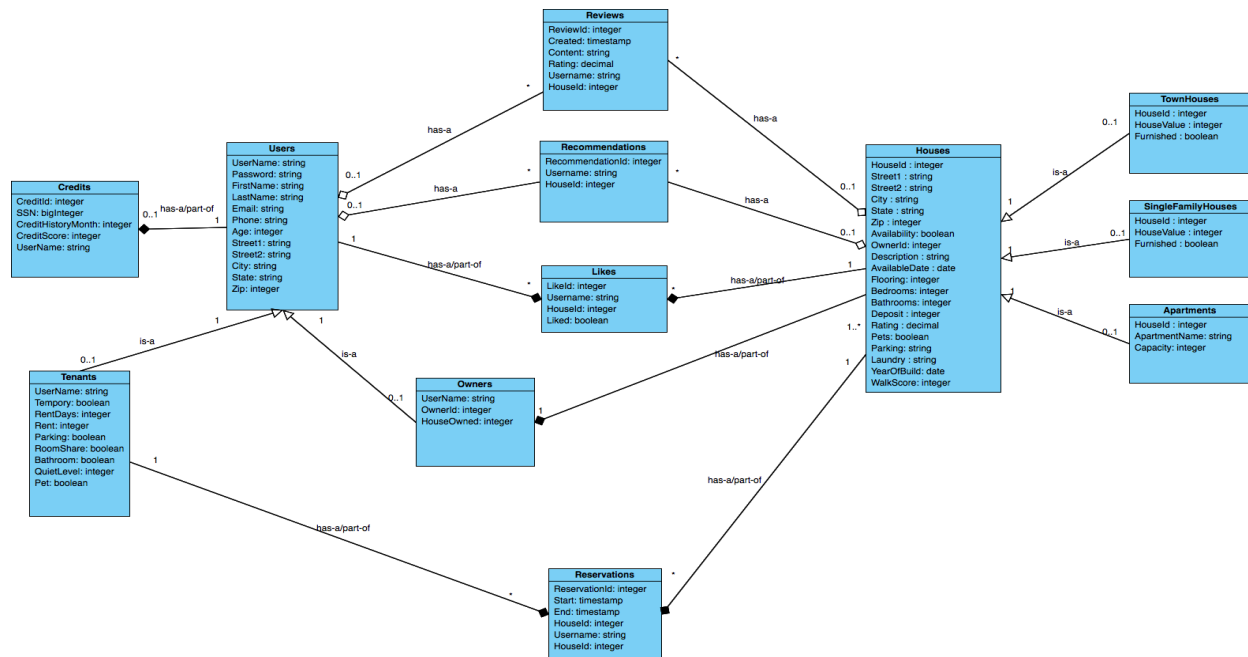 Reviews
ReviewId: integer
Created: timestamp
Content: string
Rating: decimal
Username: string
HouseId: integer
*
*
has-a
has-a
0..1
0..1
Recommendations
RecommendationId: integer
Username: string
HouseId: integer
*
*
has-a
has-a
0..1
0..1
Users
UserName: string
Password: string
FirstName: string
LastName: string
Email: string
Phone: string
Age: integer
Street1: string
Street2: string
City: string
State: string
Zip: integer
Credits
CreditId: integer
SSN: bigInteger
CreditHistoryMonth: integer
CreditScore: integer
UserName: string
has-a/part-of
0..1
1
Likes
LikeId: integer
Username: string
HouseId: integer
Liked: boolean
1
has-a/part-of
*
*
has-a/part-of
1
Houses
HouseId : integer
Street1 : string
Street2 : string
City : string
State : string
Zip : integer
Availability: boolean
OwnerId: integer
Description : string
AvailableDate : date
Flooring: integer
Bedrooms: integer
Bathrooms: integer
Deposit : integer
Rating : decimal
Pets: boolean
Parking: string
Laundry : string
YearOfBuild: date
WalkScore: integer
TownHouses
HouseId : integer
HouseValue : integer
Furnished : boolean
0..1
is-a
1
SingleFamilyHouses
HouseId : integer
HouseValue : integer
Furnished : boolean
0..1
is-a
1
Apartments
HouseId : integer
ApartmentName: string
Capacity: integer
0..1
is-a
1
1
is-a
0..1
1
is-a
0..1
Tenants
UserName: string
Tempory: boolean
RentDays: integer
Rent: integer
Parking: boolean
RoomShare: boolean
Bathroom: boolean
QuietLevel: integer
Pet: boolean
Owners
UserName: string
OwnerId: integer
HouseOwned: integer
1..*
has-a/part-of
1
1
has-a/part-of
*
1
has-a/part-of
*
Reservations
ReservationId: integer
Start: timestamp
End: timestamp
HouseId: integer
Username: string
HouseId: integer